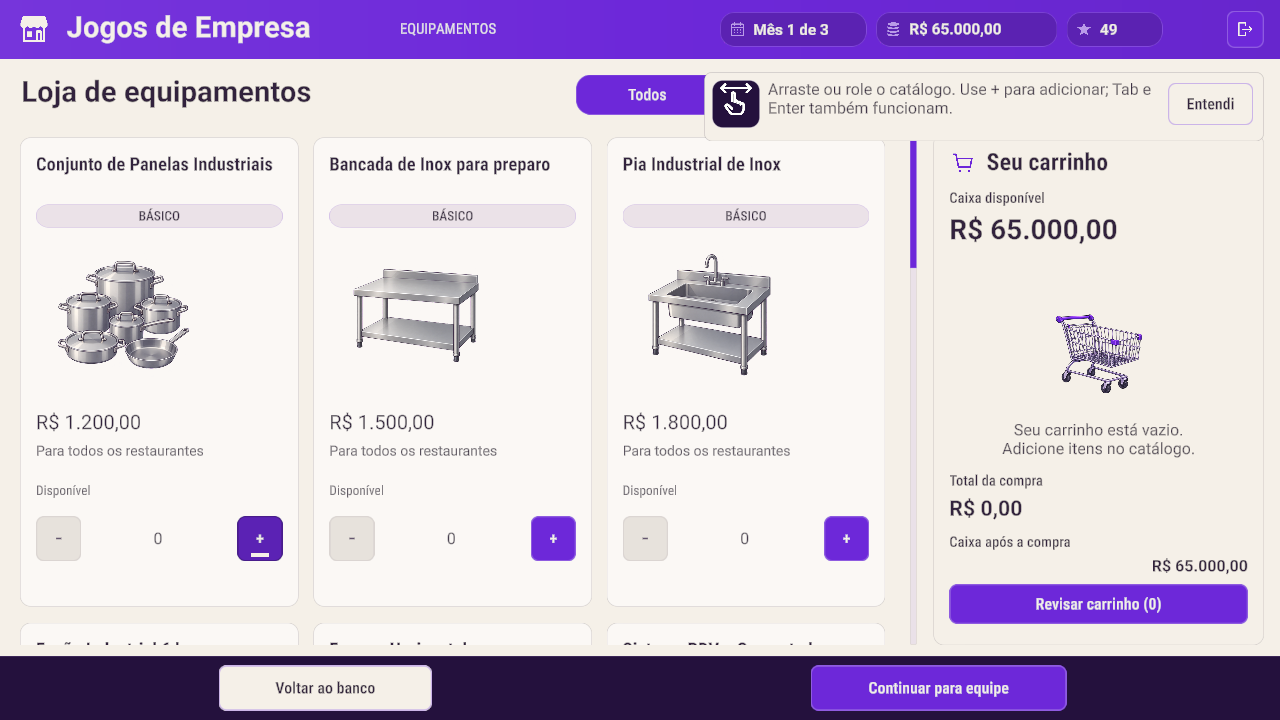 Jogos de Empresa
EQUIPAMENTOS
Mês 1 de 3
R$ 65.000,00
49
Loja de equipamentos
Todos
Arraste ou role o catálogo. Use + para adicionar; Tab e
Enter também funcionam.
Entendi
Conjunto de Panelas Industriais
BÁSICO
R$ 1.200,00
Para todos os restaurantes
Disponível
-
0
+
Bancada de Inox para preparo
BÁSICO
R$ 1.500,00
Para todos os restaurantes
Disponível
-
0
+
Pia Industrial de Inox
BÁSICO
R$ 1.800,00
Para todos os restaurantes
Disponível
-
0
+
Seu carrinho
Caixa disponível
R$ 65.000,00
Seu carrinho está vazio.
Adicione itens no catálogo.
Total da compra
R$ 0,00
Caixa após a compra
R$ 65.000,00
Revisar carrinho (0)
Voltar ao banco
Continuar para equipe